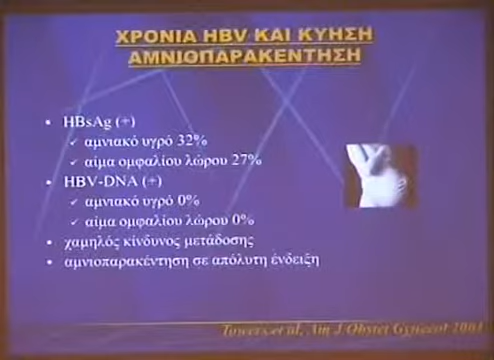 ΧΡΟΝΙΑ HBV ΚΑΙ ΚΥΗΣΗ
ΑΜΝΙΟΠΑΡΑΚΕΝΤΗΣΗ
• HBsAg (+)
✓ αμνιακό υγρό 32%
✓ αίμα ομφαλίου λώρου 27%
• HBV-DNA (+)
✓ αμνιακό υγρό 0%
✓ αίμα ομφαλίου λώρου 0%
• χαμηλός κίνδυνος μετάδοσης
• αμνιοπαρακέντηση σε απόλυτη ένδειξη
Towers et al, Am J Obstet Gynecol 2001